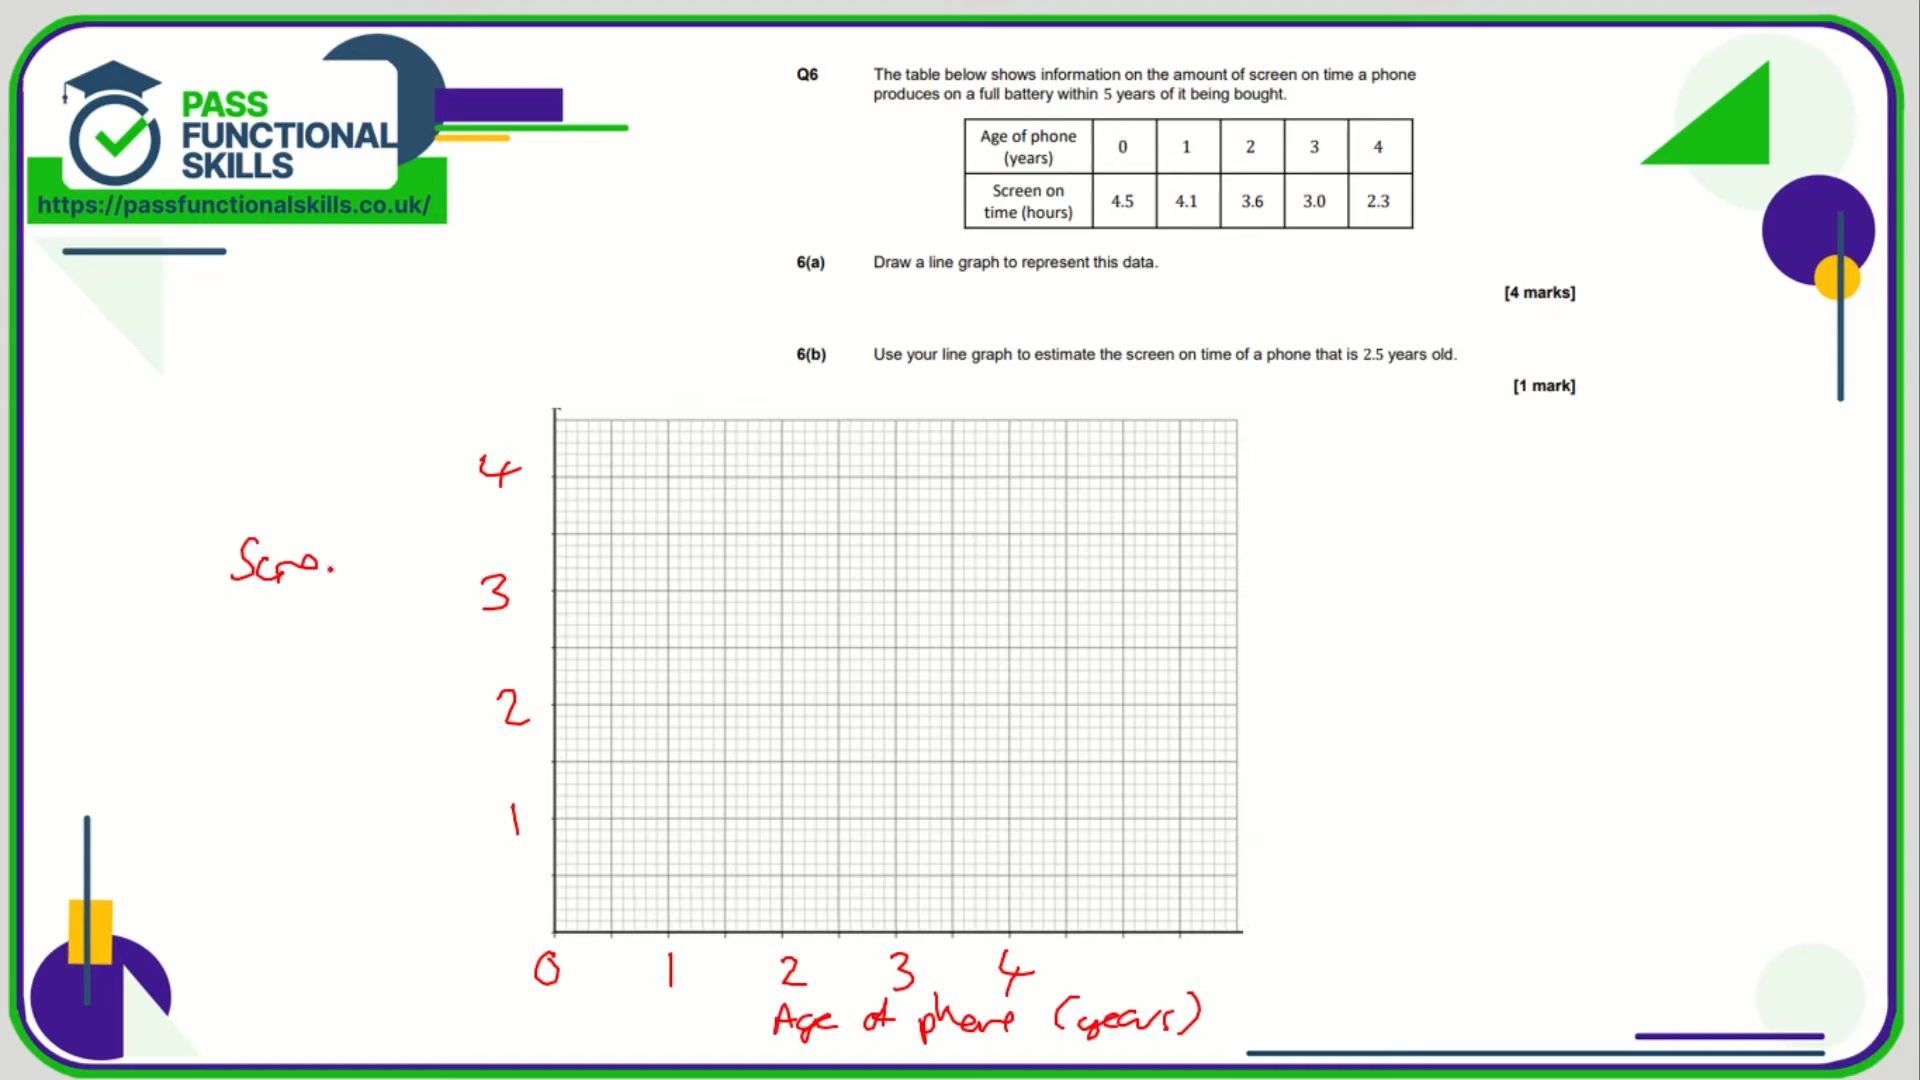 PASS
FUNCTIONAL
SKILLS
https://passfunctionalskills.co.uk/
Q6 The table below shows information on the amount of screen on time a phone
produces on a full battery within 5 years of it being bought.
Age of phone (years) 0 1 2 3 4
Screen on time (hours) 4.5 4.1 3.6 3.0 2.3
6(a) Draw a line graph to represent this data.
[4 marks]
6(b) Use your line graph to estimate the screen on time of a phone that is 2.5 years old.
[1 mark]
4
3
2
1
0 1 2 3 4
Age of phone (years)